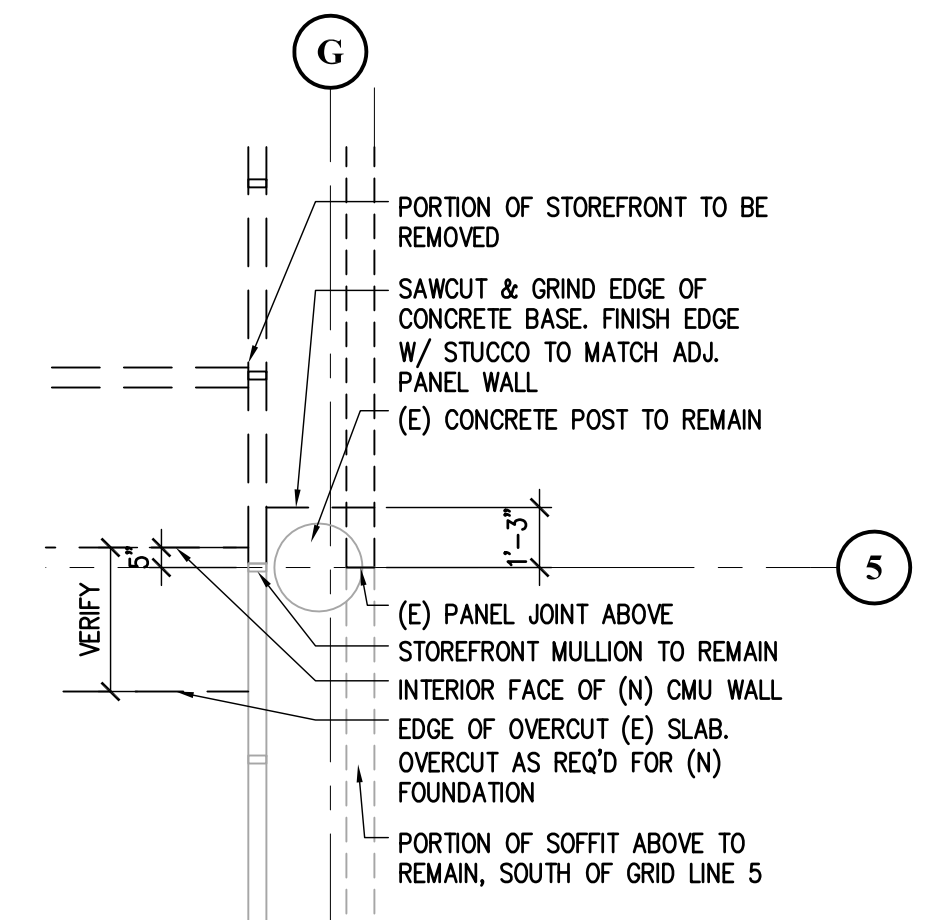 G
PORTION OF STOREFRONT TO BE
REMOVED
SAWCUT & GRIND EDGE OF
CONCRETE BASE. FINISH EDGE
W/ STUCCO TO MATCH ADJ.
PANEL WALL
(E) CONCRETE POST TO REMAIN
1'-3"
5"
5
VERIFY
(E) PANEL JOINT ABOVE
STOREFRONT MULLION TO REMAIN
INTERIOR FACE OF (N) CMU WALL
EDGE OF OVERCUT (E) SLAB.
OVERCUT AS REQ'D FOR (N)
FOUNDATION
PORTION OF SOFFIT ABOVE TO
REMAIN, SOUTH OF GRID LINE 5